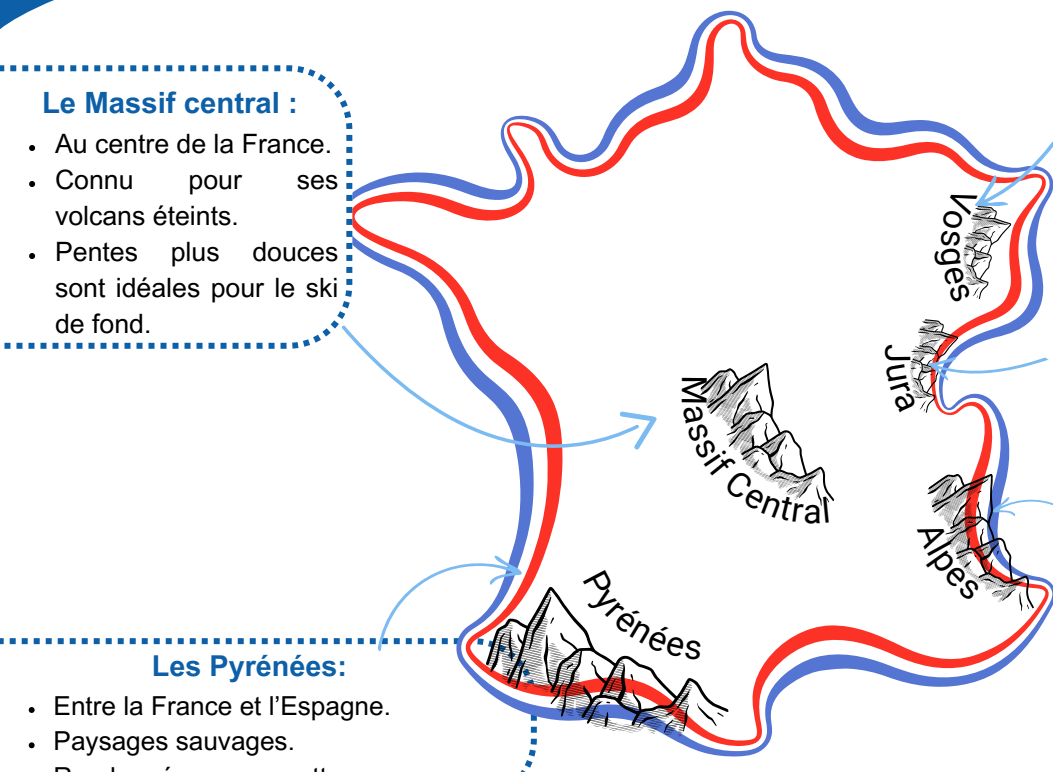 Le Massif central :
• Au centre de la France.
• Connu pour ses
volcans éteints.
• Pentes plus douces
sont idéales pour le ski
de fond.
Vosges
Jura
Massif Central
Alpes
Pyrénées
Les Pyrénées:
• Entre la France et l’Espagne.
• Paysages sauvages.